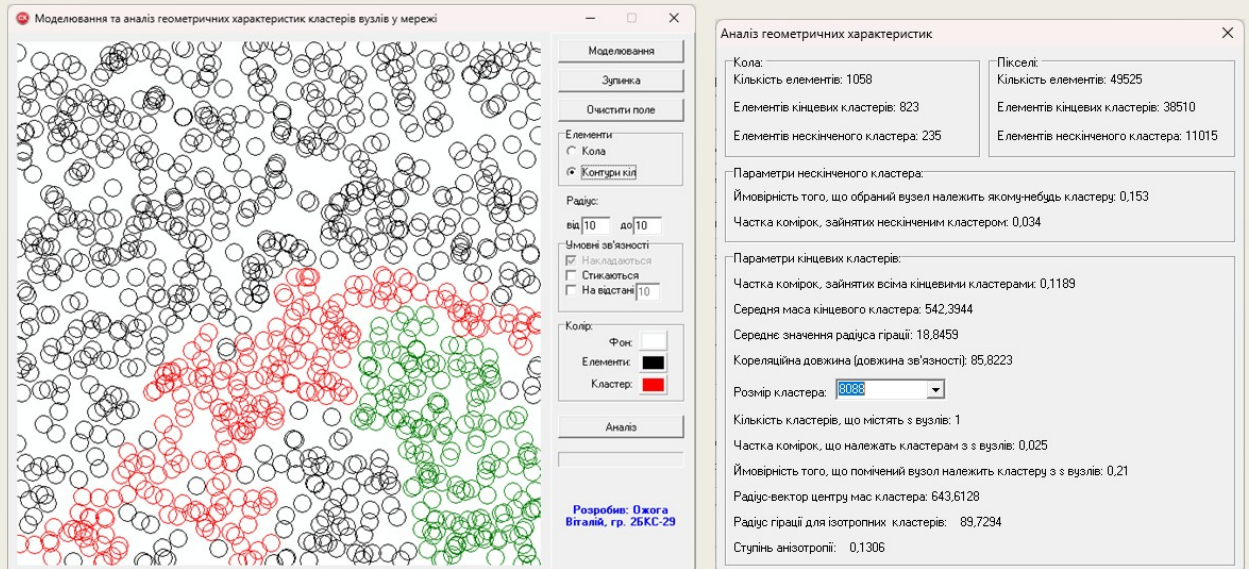 Моделювання та аналіз геометричних характеристик кластерів вузлів у мережі
Моделювання
Зупинка
Очистити поле
Елементи
Кола
Контури кіл
Радіус:
від 10 до 10
Умовні зв'язності
Накладаються
Стикаються
На відстані 10
Колір:
Фон:
Елементи:
Кластер:
Аналіз
Розробив: Ожога
Віталій, гр. 2БКС-29
Аналіз геометричних характеристик
Кола:
Кількість елементів: 1058
Елементів кінцевих кластерів: 823
Елементів нескінченого кластера: 235
Пікселі:
Кількість елементів: 49525
Елементів кінцевих кластерів: 38510
Елементів нескінченого кластера: 11015
Параметри нескінченого кластера:
Ймовірність того, що обраний вузел належить якому-небудь кластеру: 0,153
Частка комірок, зайнятих нескінченим кластером: 0,034
Параметри кінцевих кластерів:
Частка комірок, зайнятих всіма кінцевими кластерами: 0,1189
Середня маса кінцевого кластера: 542,3944
Середнє значення радіуса гірації: 18,8459
Кореляційна довжина (довжина зв'язності): 85,8223
Розмір кластера: 8088
Кількість кластерів, що містять s вузлів: 1
Частка комірок, що належать кластерам з s вузлів: 0,025
Ймовірність того, що помічений вузол належить кластеру з s вузлів: 0,21
Радіус-вектор центру мас кластера: 643,6128
Радіус гірації для ізотропних кластерів: 89,7294
Ступінь анізотропії: 0,1306